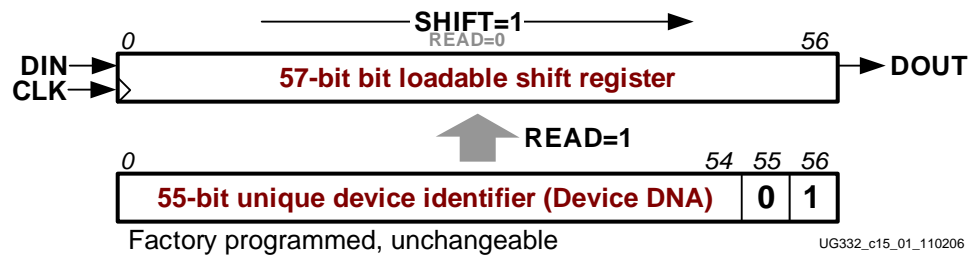 SHIFT=1
READ=0
0 56
DIN
CLK
57-bit bit loadable shift register
DOUT
READ=1
0 54 55 56
55-bit unique device identifier (Device DNA) 0 1
Factory programmed, unchangeable
UG332_c15_01_110206